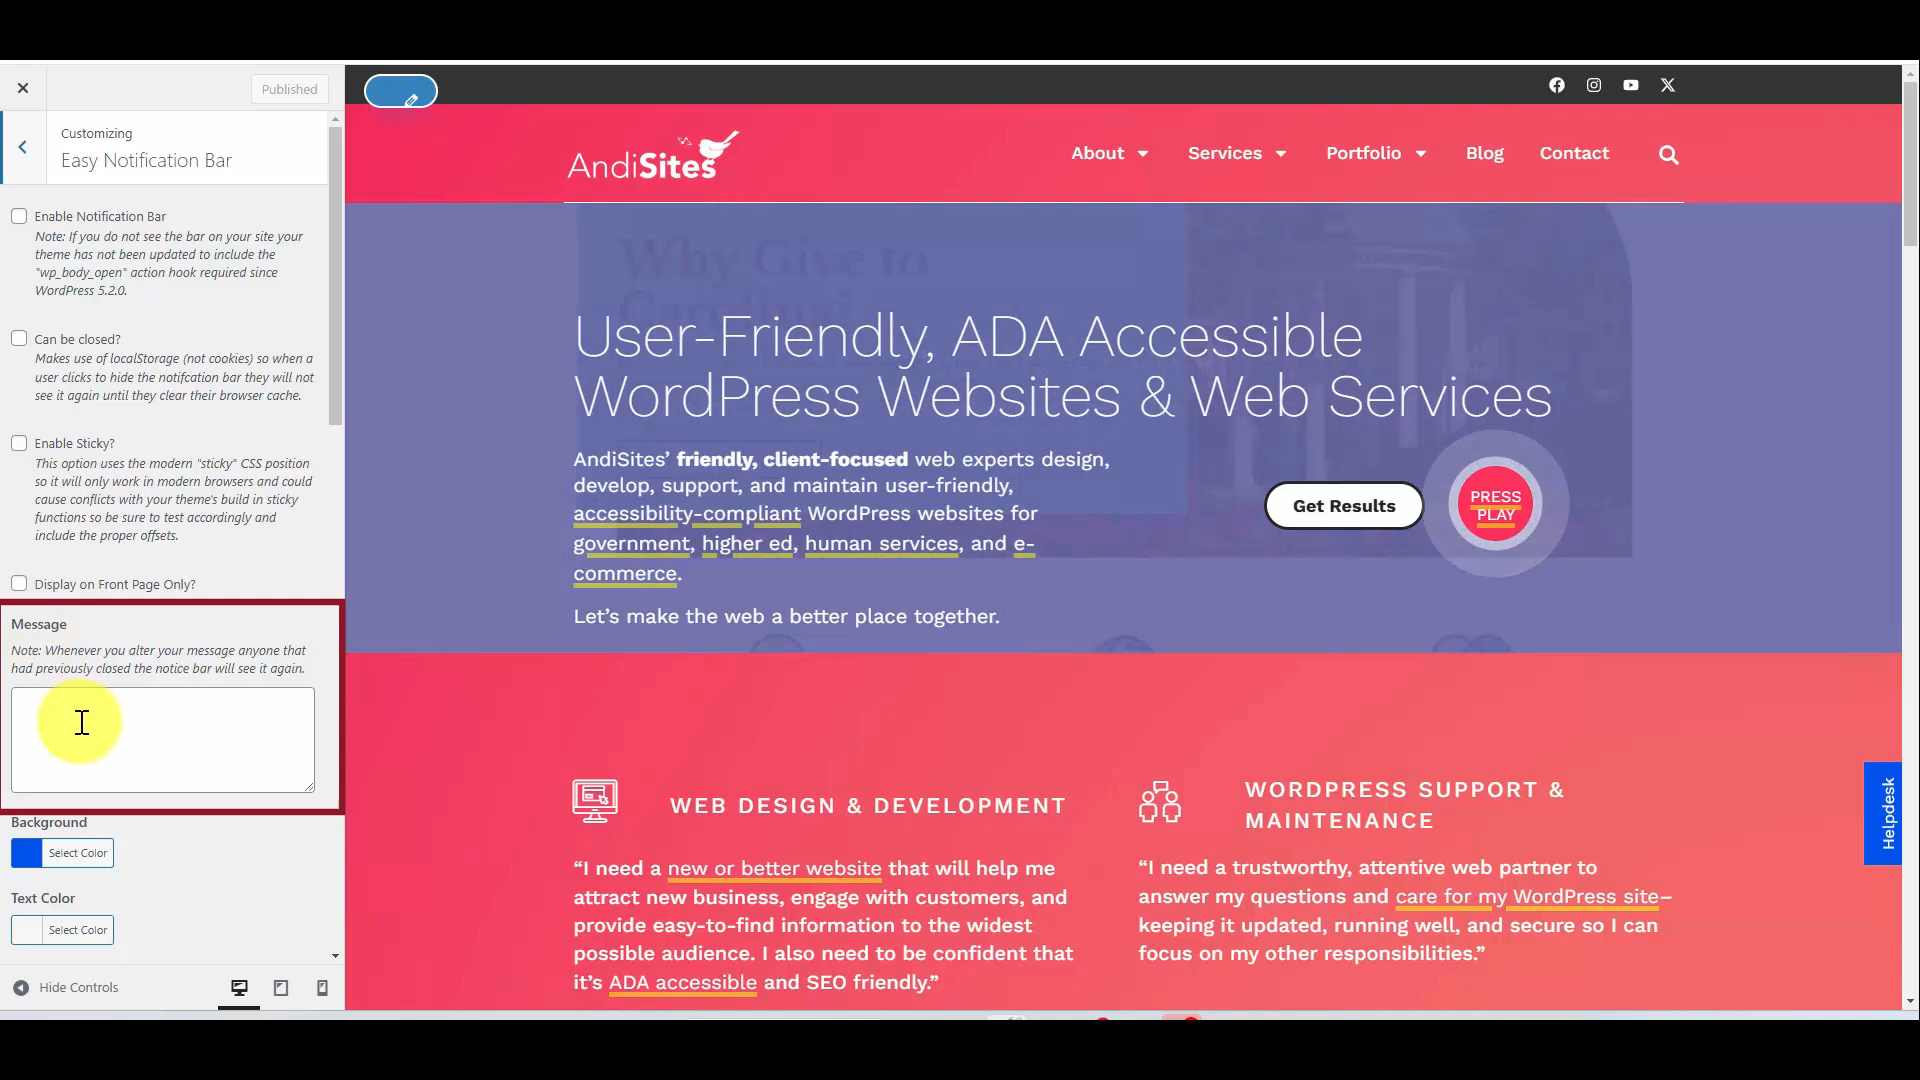 Published
Customizing
Easy Notification Bar
Enable Notification Bar
Note: If you do not see the bar on your site your
theme has not been updated to include the
"wp_body_open" action hook required since
WordPress 5.2.0.
Can be closed?
Makes use of localStorage (not cookies) so when a
user clicks to hide the notifcation bar they will not
see it again until they clear their browser cache.
Enable Sticky?
This option uses the modern "sticky" CSS position
so it will only work in modern browsers and could
cause conflicts with your theme's build in sticky
functions so be sure to test accordingly and
include the proper offsets.
Display on Front Page Only?
Message
Note: Whenever you alter your message anyone that
had previously closed the notice bar will see it again.
Background
Select Color
Text Color
Select Color
Hide Controls
AndiSites
About
Services
Portfolio
Blog
Contact
Why Give to
Carolina?
User-Friendly, ADA Accessible
WordPress Websites & Web Services
AndiSites’ friendly, client-focused web experts design,
develop, support, and maintain user-friendly,
accessibility-compliant WordPress websites for
government, higher ed, human services, and e-
commerce.
Let’s make the web a better place together.
Get Results
PRESS
PLAY
WEB DESIGN & DEVELOPMENT
“I need a new or better website that will help me
attract new business, engage with customers, and
provide easy-to-find information to the widest
possible audience. I also need to be confident that
it’s ADA accessible and SEO friendly.”
WORDPRESS SUPPORT &
MAINTENANCE
“I need a trustworthy, attentive web partner to
answer my questions and care for my WordPress site–
keeping it updated, running well, and secure so I can
focus on my other responsibilities.”
Helpdesk